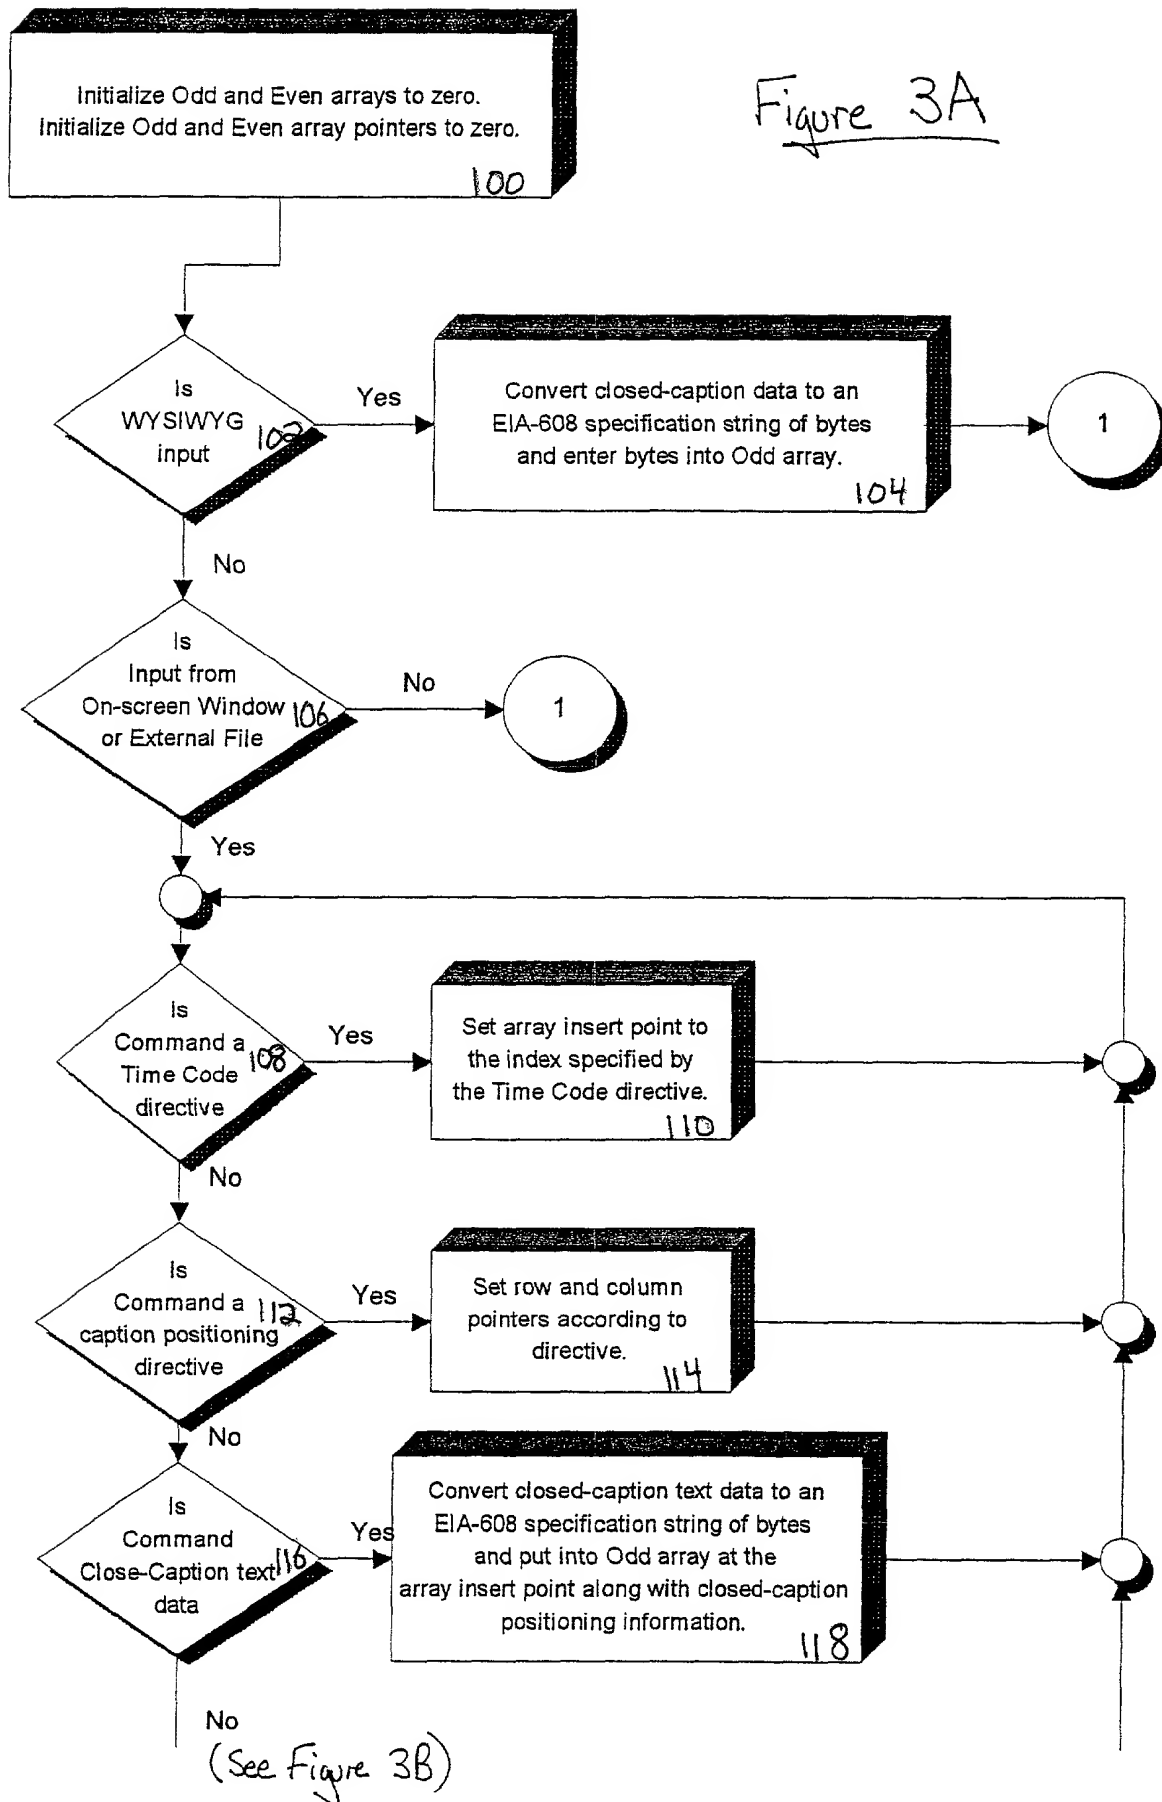 Initialize Odd and Even arrays to zero.
Initialize Odd and Even array pointers to zero.
100
Figure 3A
Is
WYSIWYG
input
102
Yes
Convert closed-caption data to an
EIA-608 specification string of bytes
and enter bytes into Odd array.
104
1
No
Is
Input from
On-screen Window
or External File
106
No
1
Yes
Is
Command a
Time Code
directive
108
Yes
Set array insert point to
the index specified by
the Time Code directive.
110
No
Is
Command a
caption positioning
directive
112
Yes
Set row and column
pointers according to
directive.
114
No
Is
Command
Close-Caption text
data
116
Yes
Convert closed-caption text data to an
EIA-608 specification string of bytes
and put into Odd array at the
array insert point along with closed-caption
positioning information.
118
No
(See Figure 3B)